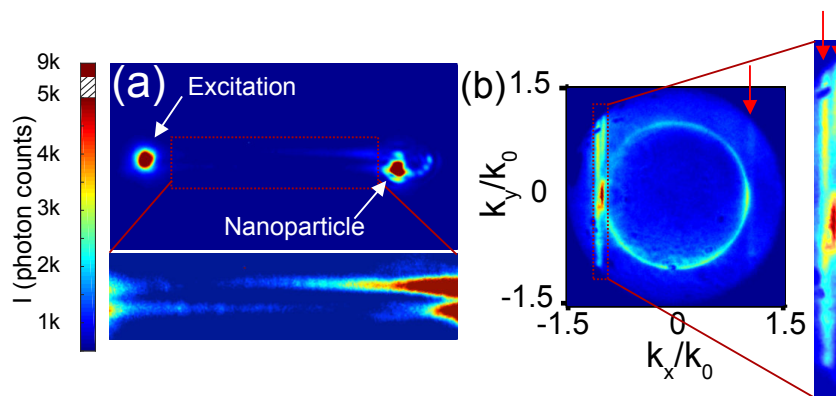 9k
5k
4k
3k
2k
1k
I (photon counts)
(a)
Excitation
Nanoparticle
(b)
1.5
0
-1.5
k_y/k_0
-1.5
0
1.5
k_x/k_0